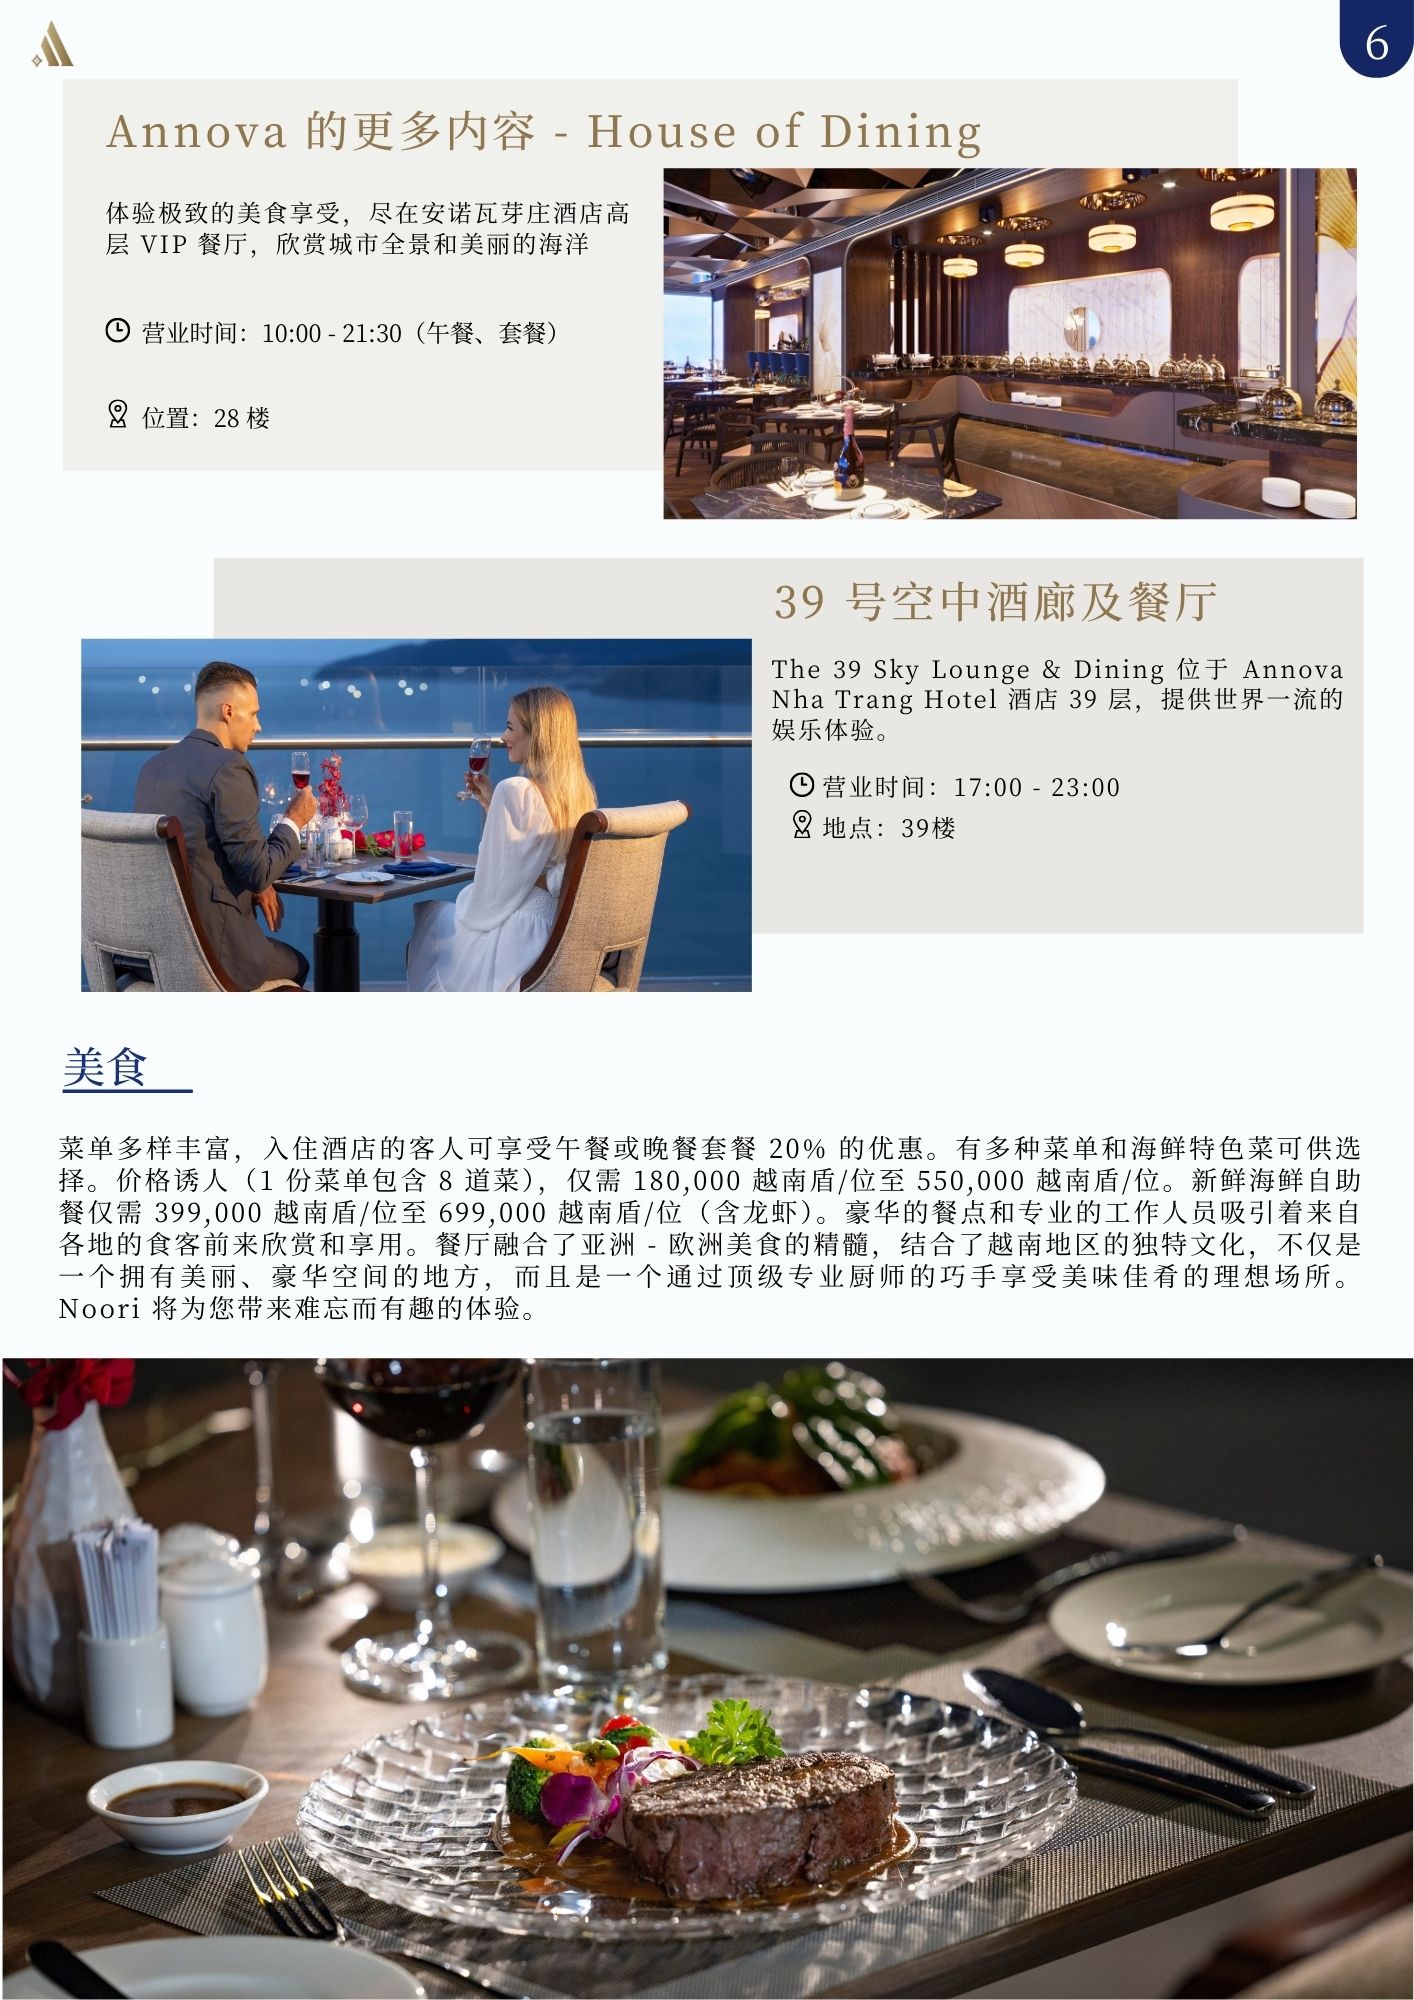 6
Annova 的更多内容 - House of Dining
体验极致的美食享受，尽在安诺瓦芽庄酒店高
层 VIP 餐厅，欣赏城市全景和美丽的海洋
营业时间：10:00 - 21:30（午餐、套餐）
位置：28 楼
39 号空中酒廊及餐厅
The 39 Sky Lounge & Dining 位于 Annova
Nha Trang Hotel 酒店 39 层，提供世界一流的
娱乐体验。
营业时间：17:00 - 23:00
地点：39楼
美食
菜单多样丰富，入住酒店的客人可享受午餐或晚餐套餐 20% 的优惠。有多种菜单和海鲜特色菜可供选
择。价格诱人（1 份菜单包含 8 道菜），仅需 180,000 越南盾/位至 550,000 越南盾/位。新鲜海鲜自助
餐仅需 399,000 越南盾/位至 699,000 越南盾/位（含龙虾）。豪华的餐点和专业的工作人员吸引着来自
各地的食客前来欣赏和享用。餐厅融合了亚洲 - 欧洲美食的精髓，结合了越南地区的独特文化，不仅是
一个拥有美丽、豪华空间的地方，而且是一个通过顶级专业厨师的巧手享受美味佳肴的理想场所。
Noori 将为您带来难忘而有趣的体验。